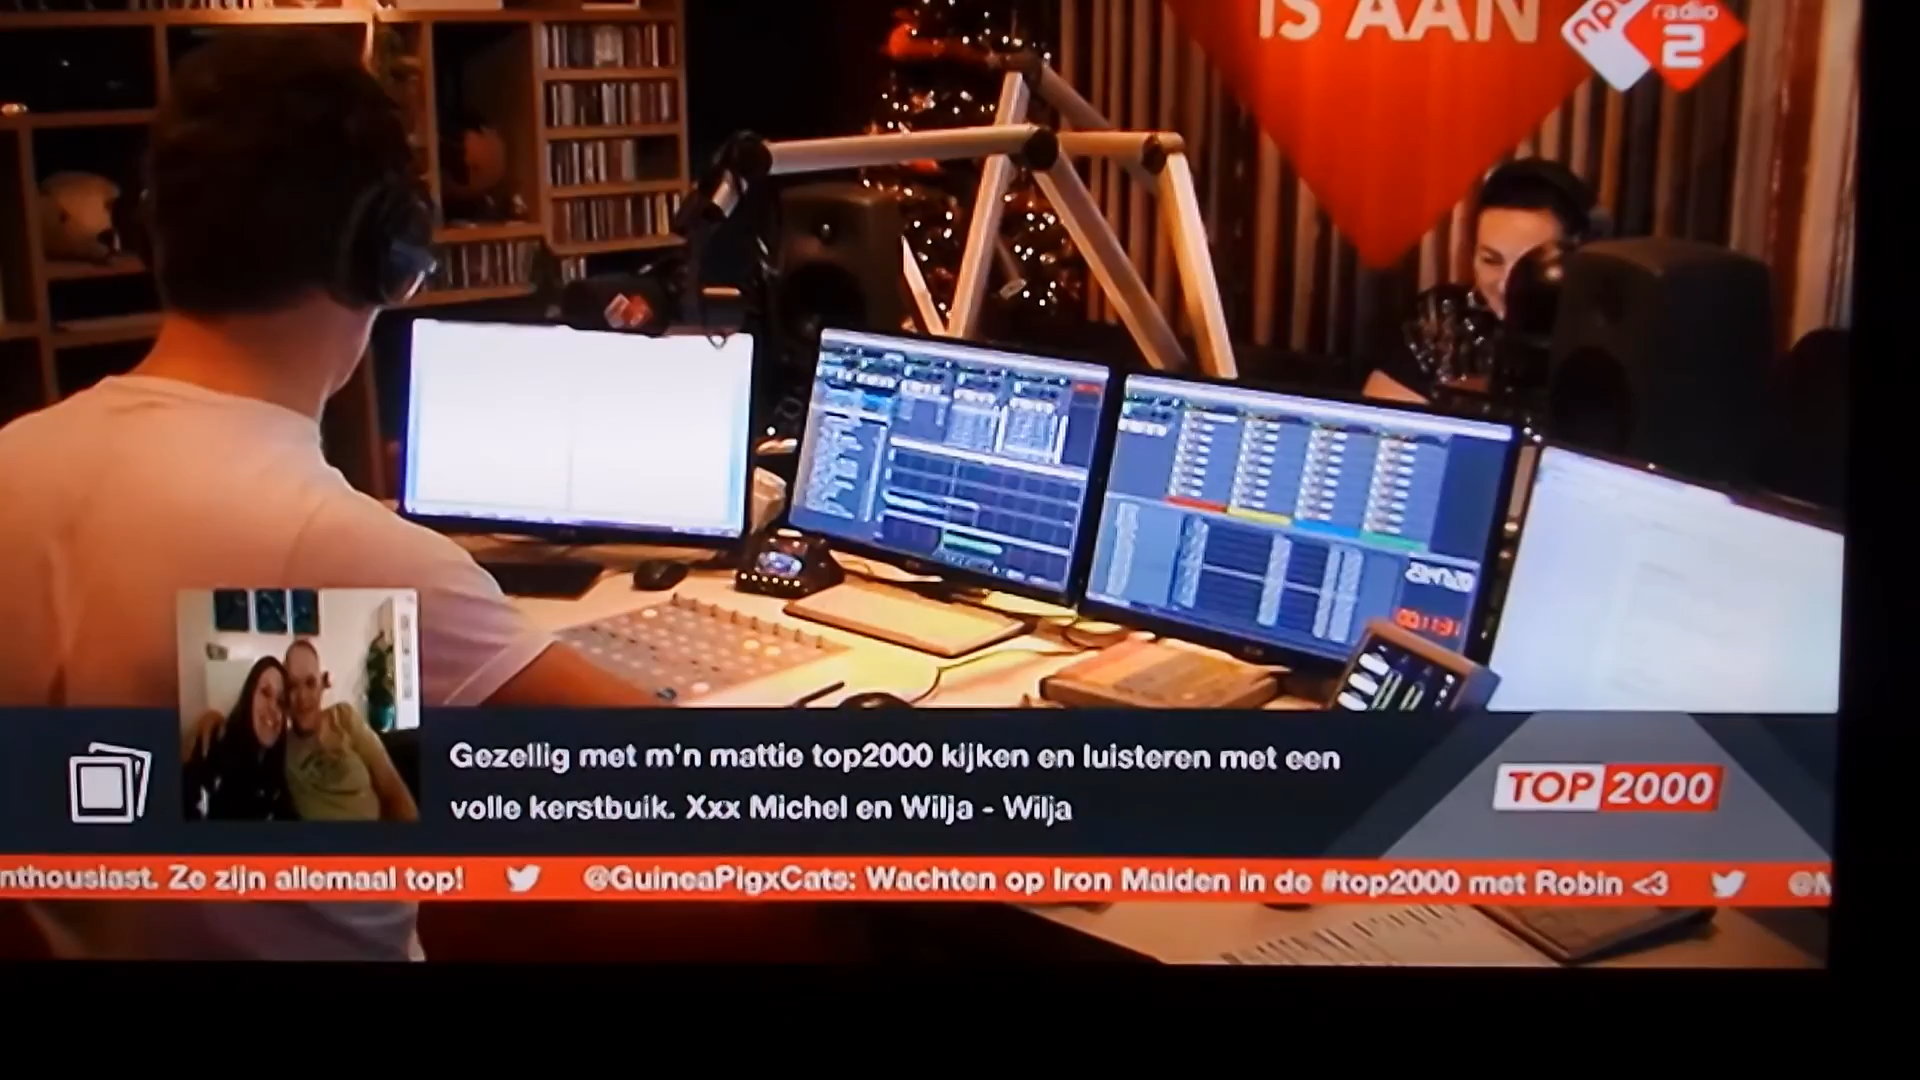 IS AAN
npo radio 2
Gezellig met m'n mattie top2000 kijken en luisteren met een
volle kerstbuik. Xxx Michel en Wilja - Wilja
TOP 2000
nthousiast. Ze zijn allemaal top! @GuineaPigxCats: Wachten op Iron Maiden in de #top2000 met Robin <3 @M